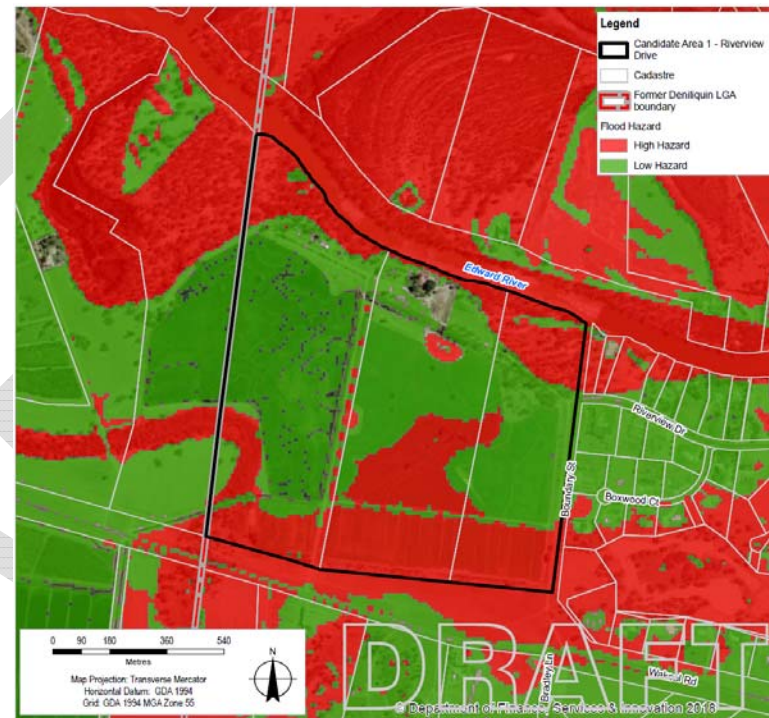 Legend
Candidate Area 1 - Riverview
Drive
Cadastre
Former Deniliquin LGA
boundary
Flood Hazard
High Hazard
Low Hazard
Edward River
Riverview Dr
Boxwood Ct
Boundary St
Bradley Ln
Wakool Rd
0 90 180 360 540
Metres
Map Projection: Transverse Mercator
Horizontal Datum: GDA 1994
Grid: GDA 1994 MGA Zone 55
N
DRAFT
© Department of Finance, Services & Innovation 2018